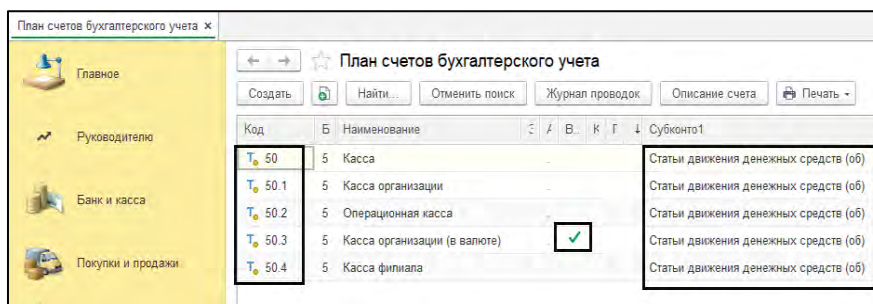 План счетов бухгалтерского учета ×
Главное
Руководителю
Банк и касса
Покупки и продажи
План счетов бухгалтерского учета
Создать Найти... Отменить поиск Журнал проводок Описание счета Печать
Код Б Наименование В.. К Г Субконто1
50 5 Касса Статьи движения денежных средств (об)
50.1 5 Касса организации Статьи движения денежных средств (об)
50.2 5 Операционная касса Статьи движения денежных средств (об)
50.3 5 Касса организации (в валюте) Статьи движения денежных средств (об)
50.4 5 Касса филиала Статьи движения денежных средств (об)